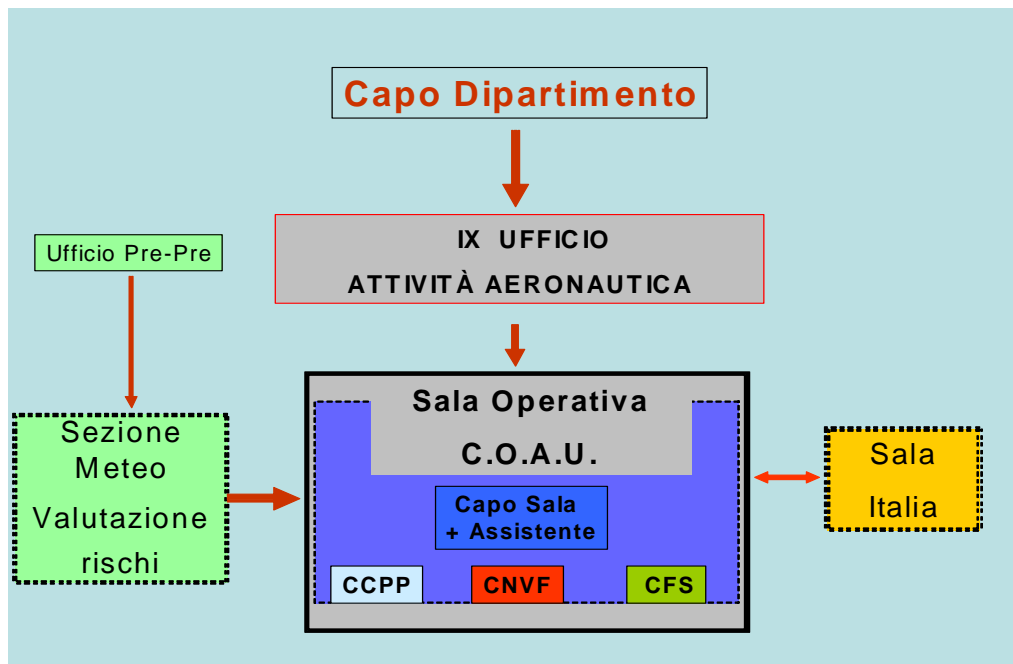 Capo Dipartimento
IX UFFICIO
ATTIVITÀ AERONAUTICA
Ufficio Pre-Pre
Sala Operativa
C.O.A.U.
Sezione
Meteo
Valutazione
rischi
Capo Sala
+ Assistente
CCPP
CNVF
CFS
Sala
Italia